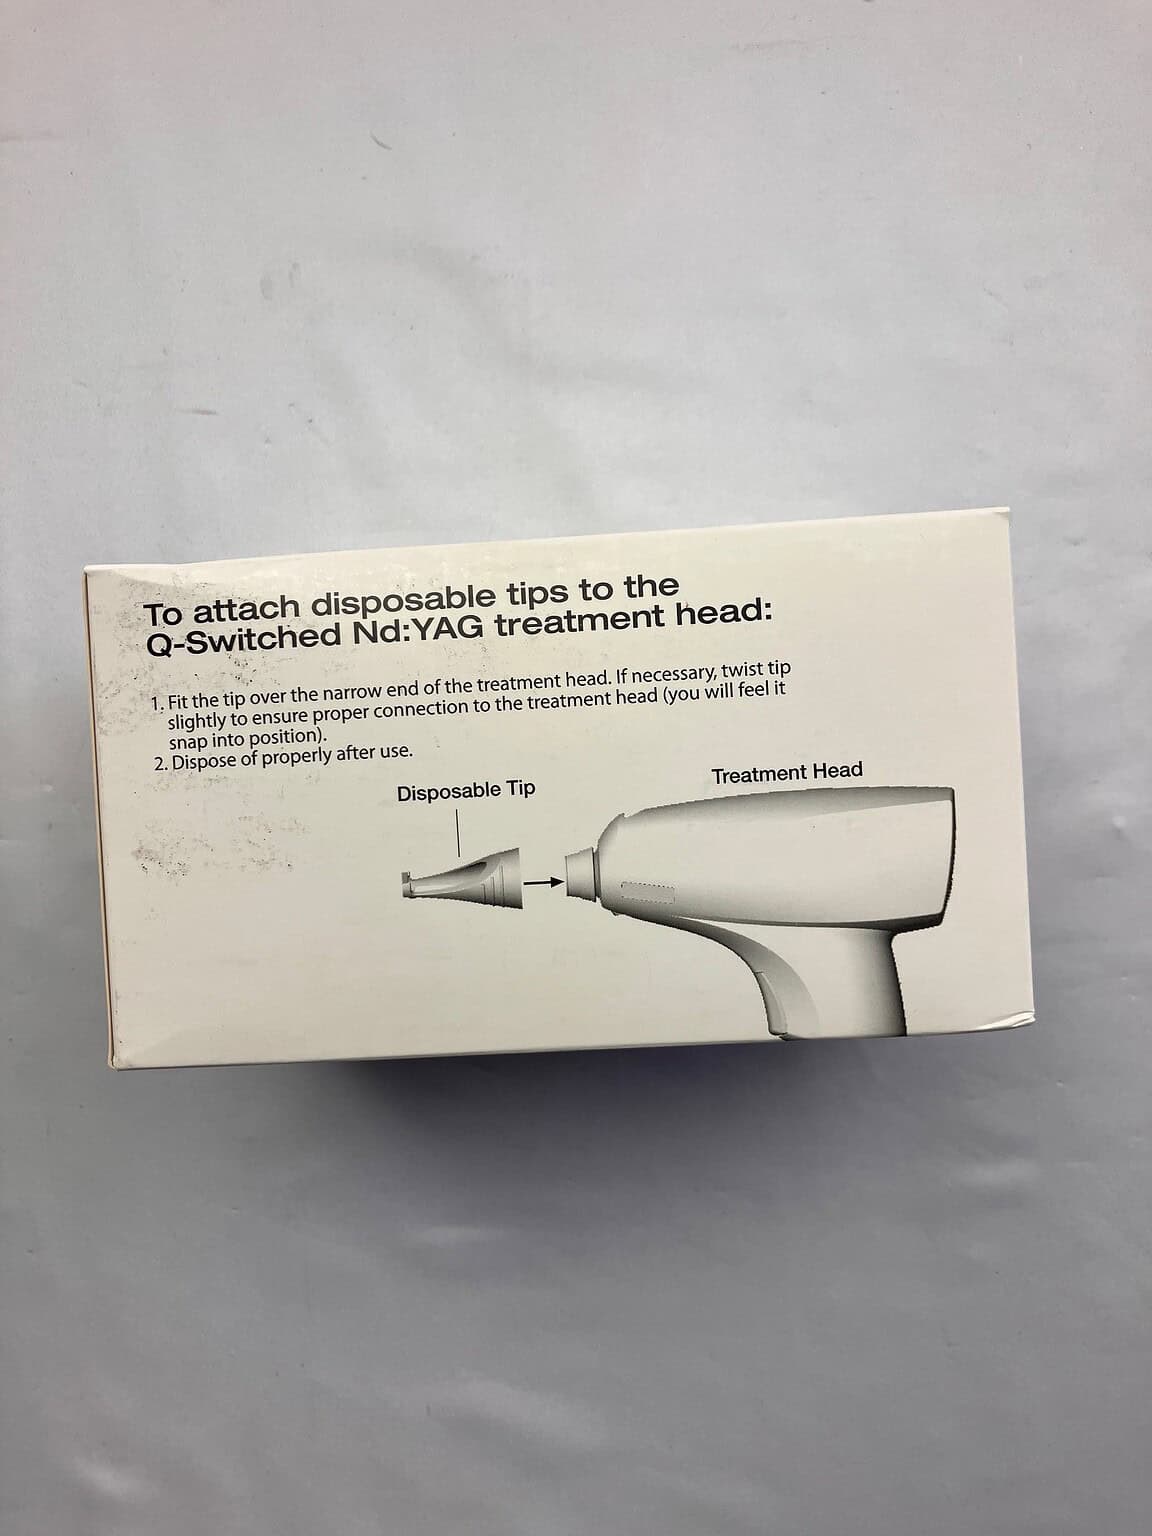 To attach disposable tips to the
Q-Switched Nd:YAG treatment head:
1. Fit the tip over the narrow end of the treatment head. If necessary, twist tip
slightly to ensure proper connection to the treatment head (you will feel it
snap into position).
2. Dispose of properly after use.
Disposable Tip
Treatment Head